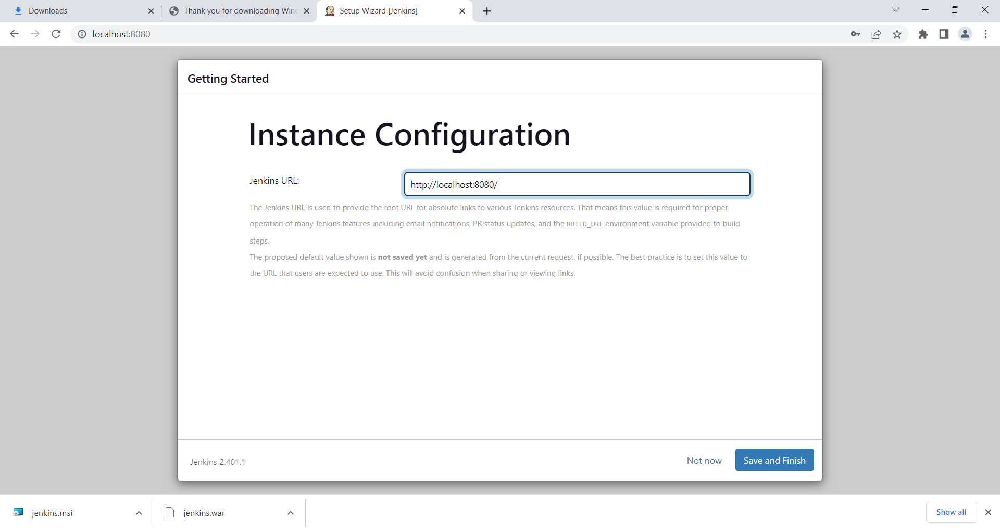 Downloads
Thank you for downloading Winc
Setup Wizard [Jenkins]
localhost:8080
Getting Started
Instance Configuration
Jenkins URL:
http://localhost:8080/
The Jenkins URL is used to provide the root URL for absolute links to various Jenkins resources. That means this value is required for proper
operation of many Jenkins features including email notifications, PR status updates, and the BUILD_URL environment variable provided to build
steps.
The proposed default value shown is not saved yet and is generated from the current request, if possible. The best practice is to set this value to
the URL that users are expected to use. This will avoid confusion when sharing or viewing links.
Jenkins 2.401.1
Not now
Save and Finish
jenkins.msi
jenkins.war
Show all